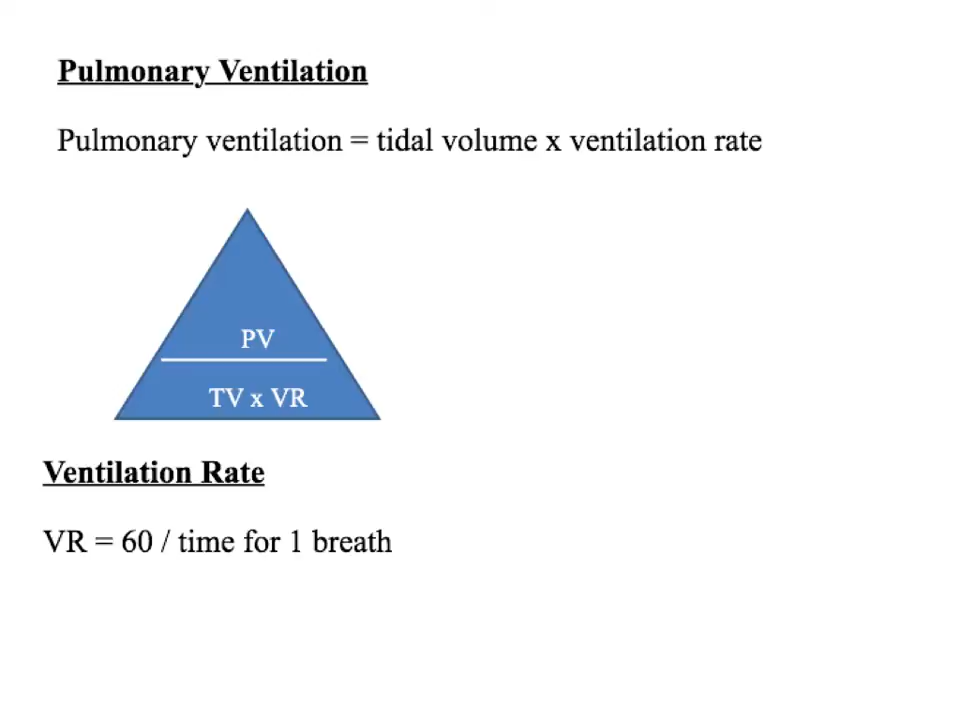 Pulmonary Ventilation
Pulmonary ventilation = tidal volume x ventilation rate
PV
TV x VR
Ventilation Rate
VR = 60 / time for 1 breath